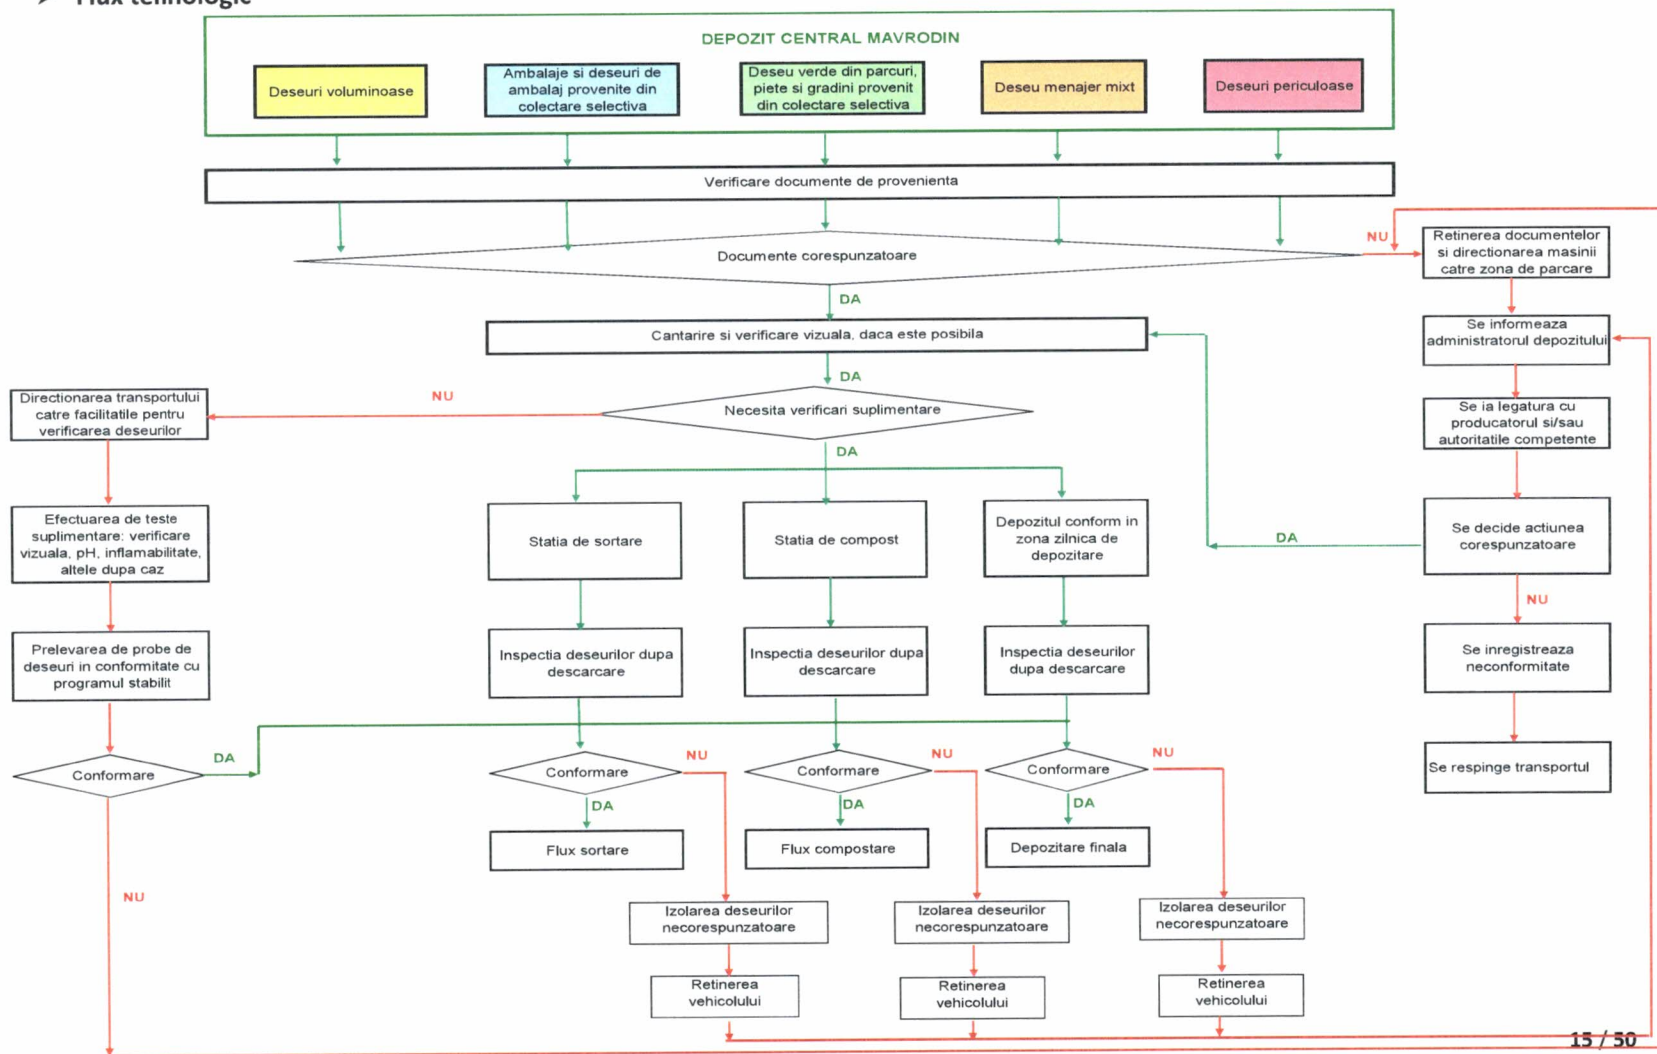 ➤ Flux tehnologic
DEPOZIT CENTRAL MAVRODIN
Deseuri voluminoase
Ambalaje si deseuri de
ambalaj provenite din
colectare selectiva
Deseu verde din parcuri,
piete si gradini provenit
din colectare selectiva
Deseu menajer mixt
Deseuri periculoase
Verificare documente de provenienta
Documente corespunzatoare
NU
Retinerea documentelor
si directionarea masinii
catre zona de parcare
DA
Cantarire si verificare vizuala, daca este posibila
Se informeaza
administratorul depozitului
DA
Necesita verificari suplimentare
NU
Directionarea transportului
catre facilitatile pentru
verificarea deseurilor
Se ia legatura cu
producatorul si/sau
autoritatile competente
DA
Efectuarea de teste
suplimentare: verificare
vizuala, pH, inflamabilitate,
altele dupa caz
Statia de sortare
Statia de compost
Depozitul conform in
zona zilnica de
depozitare
DA
Se decide actiunea
corespunzatoare
NU
Prelevarea de probe de
deseuri in conformitate cu
programul stabilit
Inspectia deseurilor dupa
descarcare
Inspectia deseurilor dupa
descarcare
Inspectia deseurilor
dupa descarcare
Se inregistreaza
neconformitate
Conformare
DA
Conformare
NU
Conformare
NU
Conformare
NU
Se respinge transportul
DA
DA
DA
Flux sortare
Flux compostare
Depozitare finala
NU
Izolarea deseurilor
necorespunzatoare
Izolarea deseurilor
necorespunzatoare
Izolarea deseurilor
necorespunzatoare
Retinerea
vehicolului
Retinerea
vehicolului
Retinerea
vehicolului
15 / 50